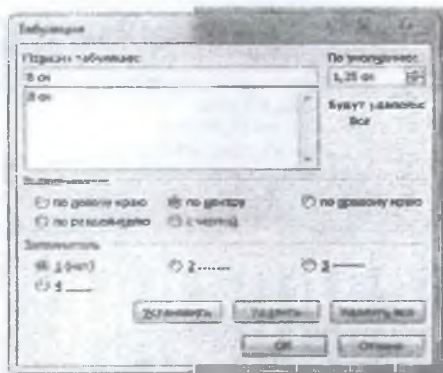 Табуляция
Позиции табуляции:
По умолчанию:
8 см
1,25 см
8 см
Будут удалены:
Все
Выравнивание
по левому краю
по центру
по правому краю
по разделителю
с чертой
Заполнитель
1 (нет)
2 .......
3 -----
4 ____
Установить
Удалить
Удалить все
ОК
Отмена